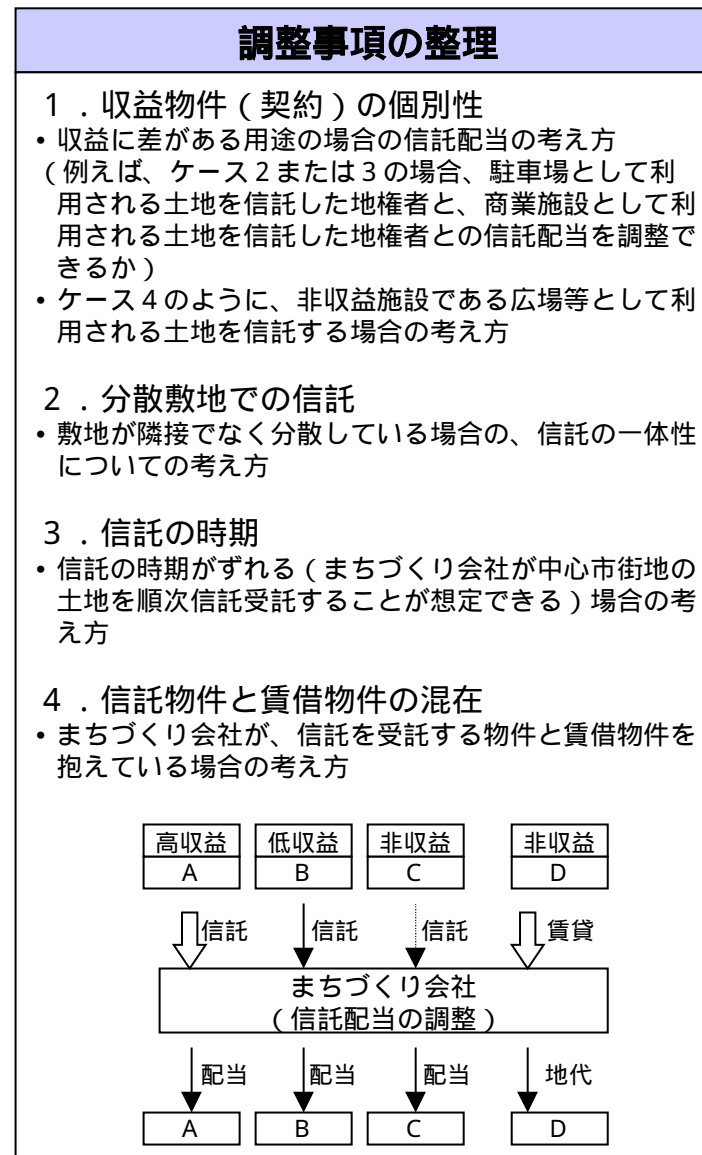 調整事項の整理
１．収益物件（契約）の個別性
• 収益に差がある用途の場合の信託配当の考え方
（例えば、ケース２または３の場合、駐車場として利
用される土地を信託した地権者と、商業施設として利
用される土地を信託した地権者との信託配当を調整で
きるか）
• ケース４のように、非収益施設である広場等として利
用される土地を信託する場合の考え方
２．分散敷地での信託
• 敷地が隣接でなく分散している場合の、信託の一体性
についての考え方
３．信託の時期
• 信託の時期がずれる（まちづくり会社が中心市街地の
土地を順次信託受託することが想定できる）場合の考
え方
４．信託物件と賃借物件の混在
• まちづくり会社が、信託を受託する物件と賃借物件を
抱えている場合の考え方
高収益 低収益 非収益 非収益
A B C D
信託 信託 信託 賃貸
まちづくり会社
（信託配当の調整）
配当 配当 配当 地代
A B C D